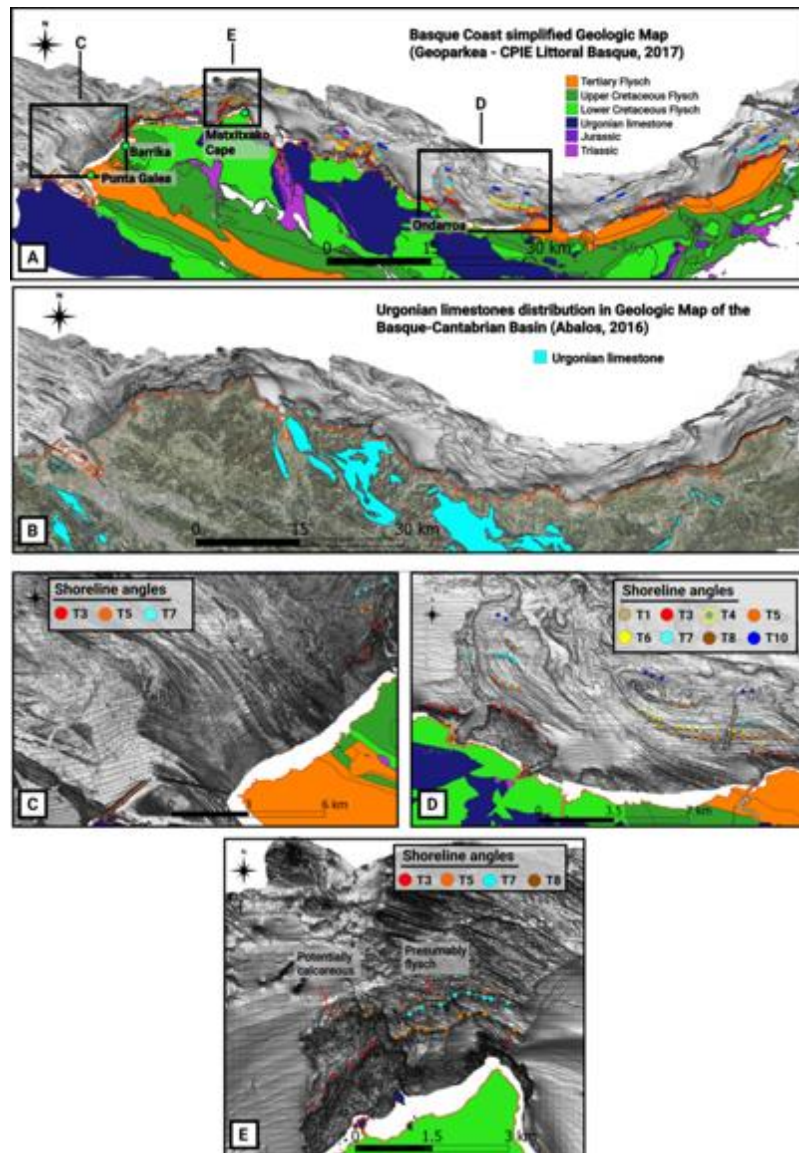 N
C
E
Basque Coast simplified Geologic Map
(Geoparkea - CPIE Littoral Basque, 2017)
Tertiary Flysch
Upper Cretaceous Flysch
Lower Cretaceous Flysch
Urgonian limestone
Jurassic
Triassic
D
Matxitxako
Cape
Barrika
Punta Galea
Ondarroa
0 15 30 km
A
N
Urgonian limestones distribution in Geologic Map of the
Basque-Cantabrian Basin (Abalos, 2016)
Urgonian limestone
0 15 30 km
B
Shoreline angles
T3 T5 T7
6 km
C
Shoreline angles
T1 T3 T4 T5
T6 T7 T8 T10
0
D
N
Shoreline angles
T3 T5 T7 T8
Potentially
calcareous
Presumably
flysch
0 1.5 3 km
E